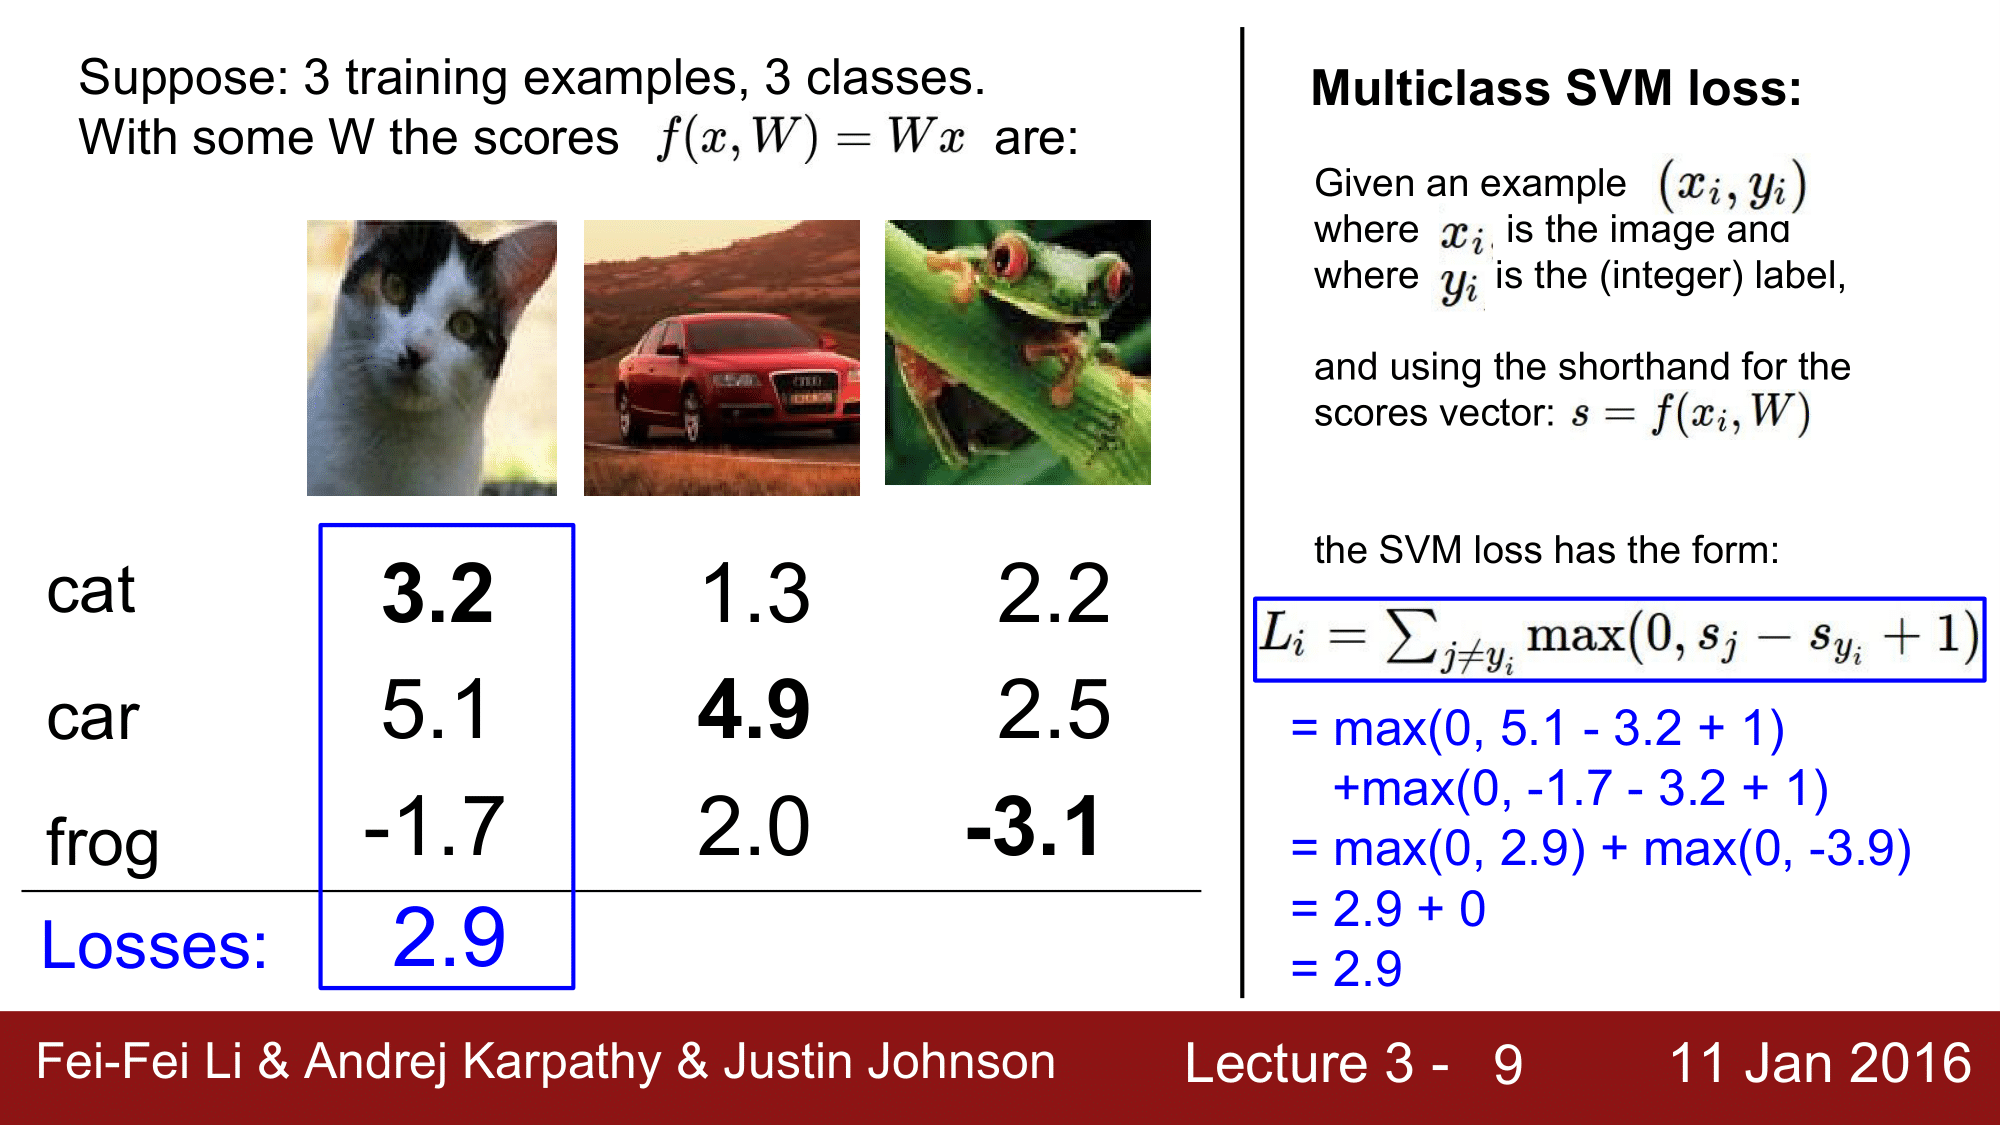 Suppose: 3 training examples, 3 classes.
With some W the scores f(x, W) = Wx are:
cat 3.2 1.3 2.2
car 5.1 4.9 2.5
frog -1.7 2.0 -3.1
Losses: 2.9
Multiclass SVM loss:
Given an example (x_i, y_i)
where x_i is the image and
where y_i is the (integer) label,
and using the shorthand for the
scores vector: s = f(x_i, W)
the SVM loss has the form:
L_i = ∑_{j≠y_i} max(0, s_j − s_{y_i} + 1)
= max(0, 5.1 - 3.2 + 1)
+max(0, -1.7 - 3.2 + 1)
= max(0, 2.9) + max(0, -3.9)
= 2.9 + 0
= 2.9
Fei-Fei Li & Andrej Karpathy & Justin Johnson Lecture 3 - 9 11 Jan 2016